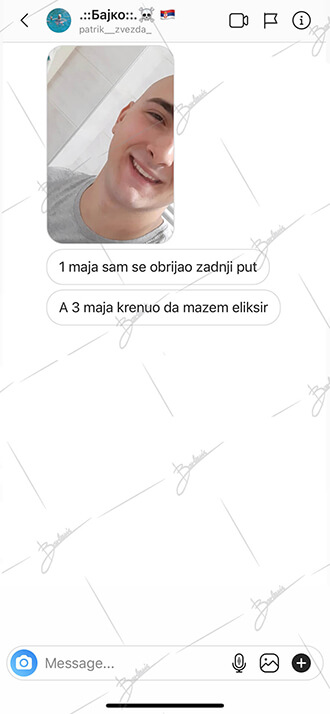 .::Бајко::.☠️ 🇷🇸
patrik__zvezda_
1 maja sam se obrijao zadnji put
A 3 maja krenuo da mazem eliksir
Message...